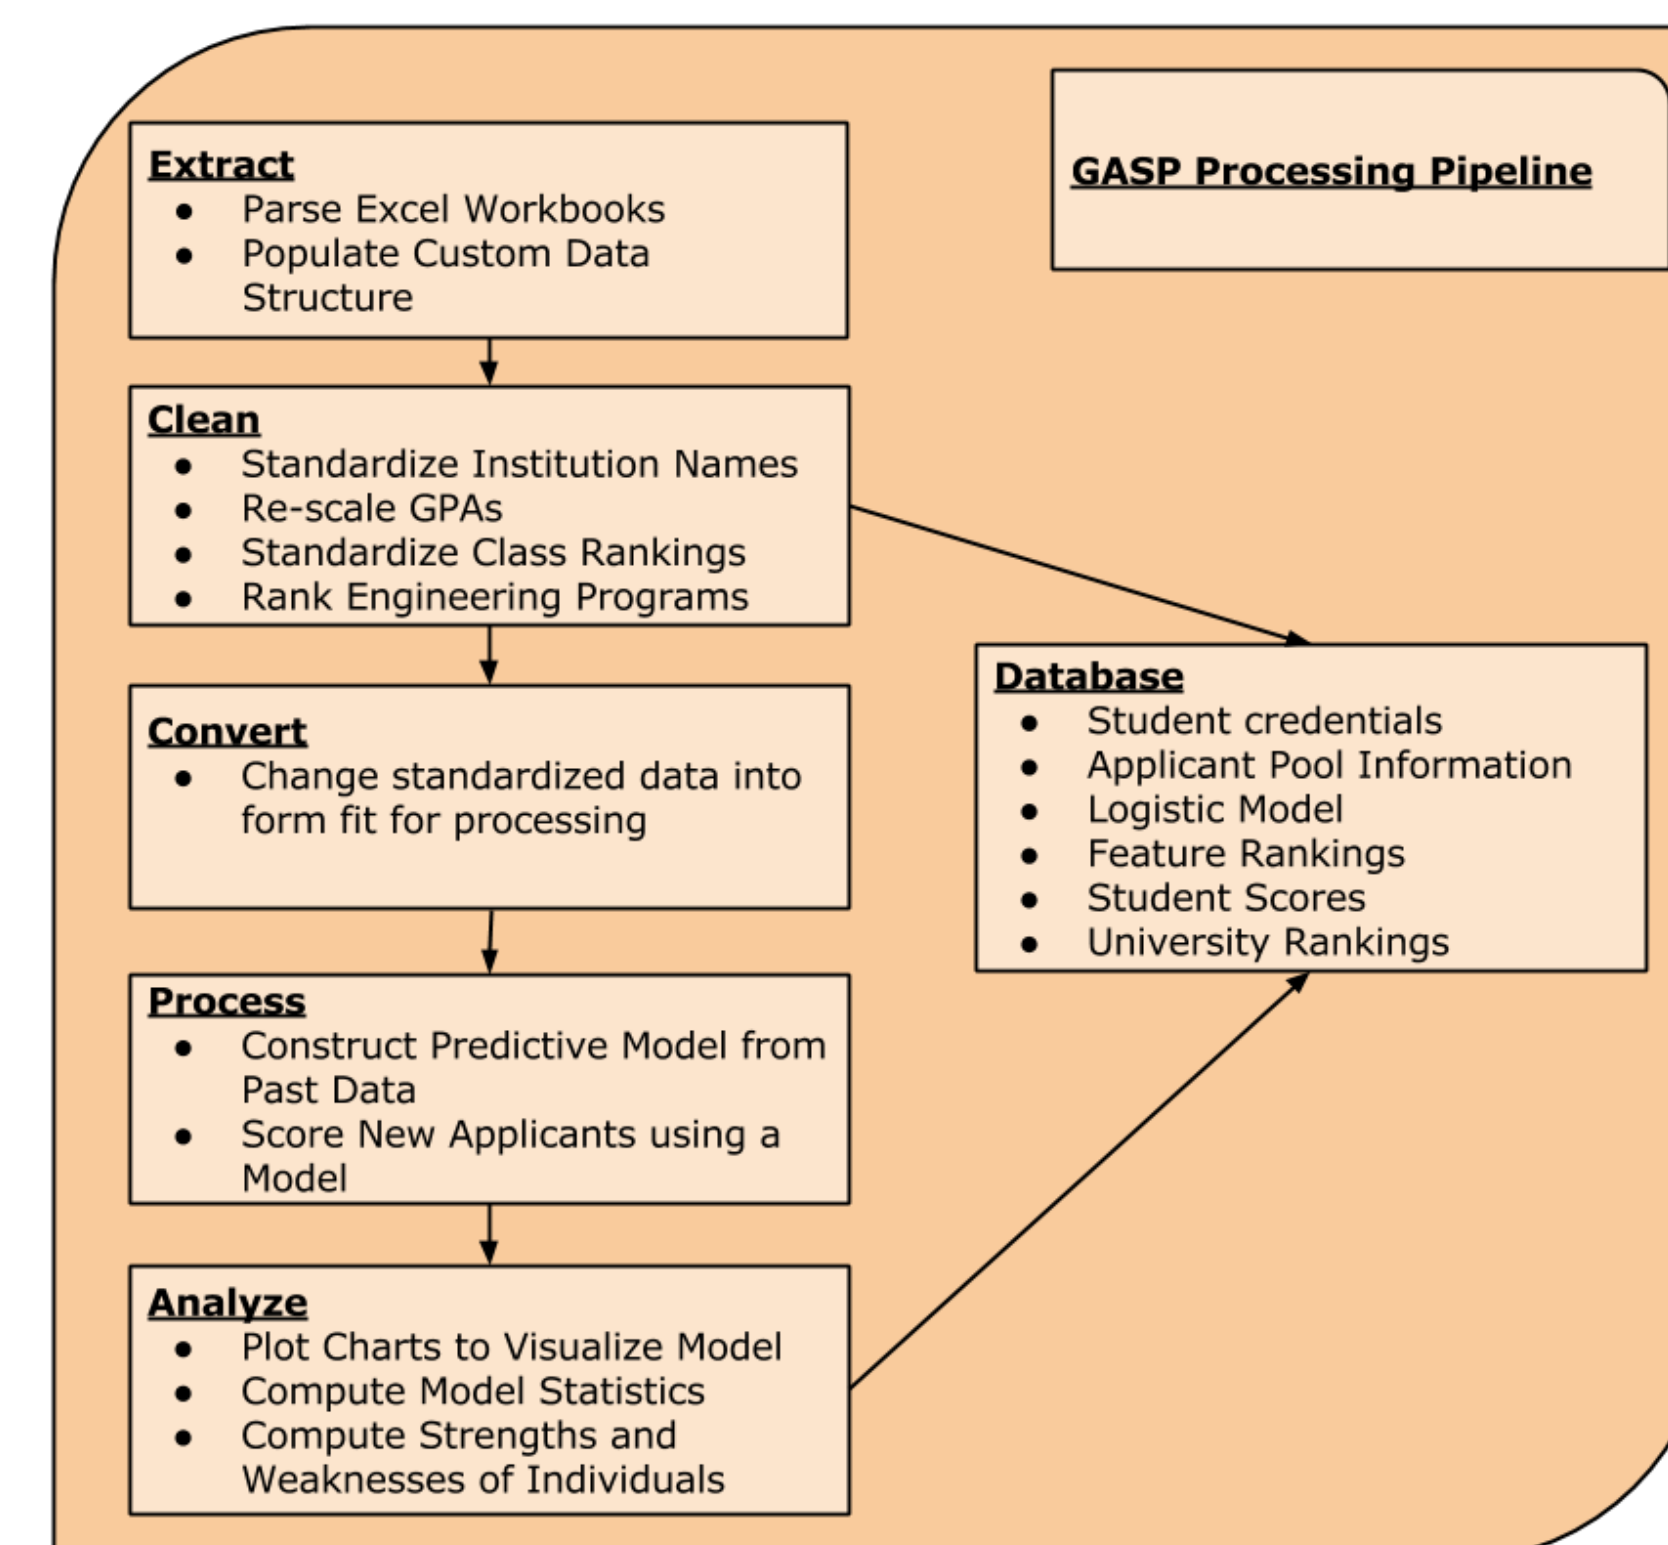 GASP Processing Pipeline
Extract
● Parse Excel Workbooks
● Populate Custom Data
Structure
Clean
● Standardize Institution Names
● Re-scale GPAs
● Standardize Class Rankings
● Rank Engineering Programs
Convert
● Change standardized data into
form fit for processing
Process
● Construct Predictive Model from
Past Data
● Score New Applicants using a
Model
Analyze
● Plot Charts to Visualize Model
● Compute Model Statistics
● Compute Strengths and
Weaknesses of Individuals
Database
● Student credentials
● Applicant Pool Information
● Logistic Model
● Feature Rankings
● Student Scores
● University Rankings